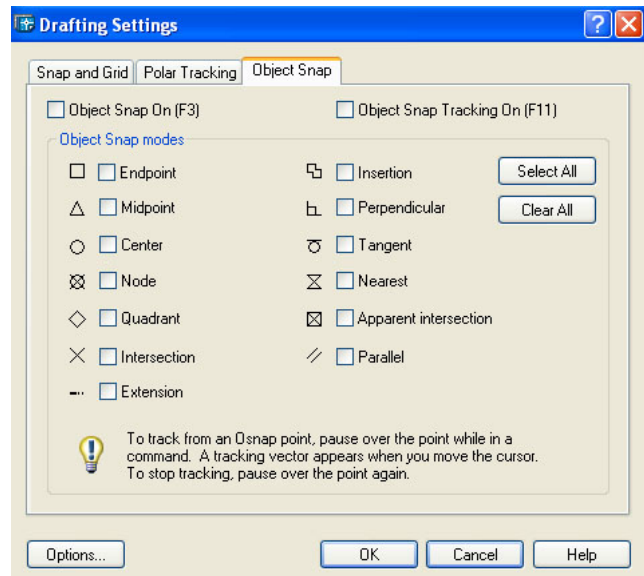 Drafting Settings
Snap and Grid Polar Tracking Object Snap
Object Snap On (F3) Object Snap Tracking On (F11)
Object Snap modes
Endpoint Insertion Select All
Midpoint Perpendicular Clear All
Center Tangent
Node Nearest
Quadrant Apparent intersection
Intersection Parallel
Extension
To track from an Osnap point, pause over the point while in a
command. A tracking vector appears when you move the cursor.
To stop tracking, pause over the point again.
Options... OK Cancel Help